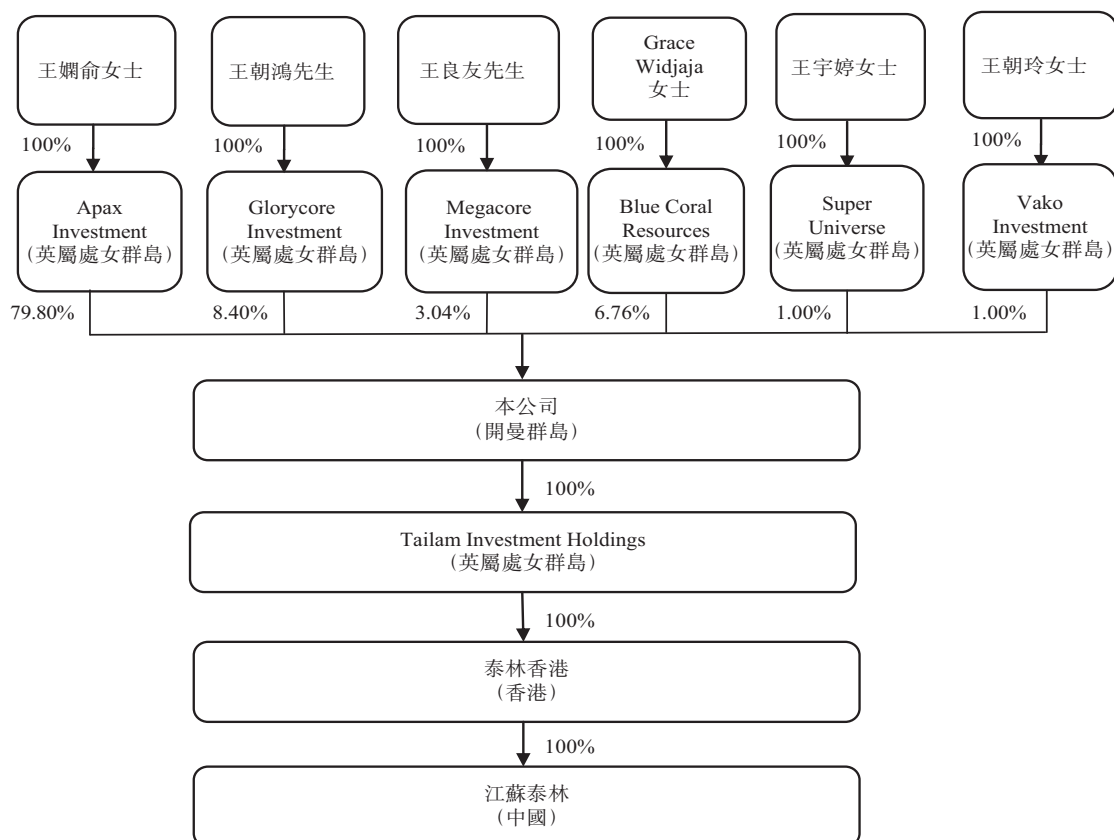 王嫻俞女士
王朝鴻先生
王良友先生
Grace
Widjaja
女士
王宇婷女士
王朝玲女士
100%
100%
100%
100%
100%
100%
Apax
Investment
(英屬處女群島)
Glorycore
Investment
(英屬處女群島)
Megacore
Investment
(英屬處女群島)
Blue Coral
Resources
(英屬處女群島)
Super
Universe
(英屬處女群島)
Vako
Investment
(英屬處女群島)
79.80%
8.40%
3.04%
6.76%
1.00%
1.00%
本公司
(開曼群島)
100%
Tailam Investment Holdings
(英屬處女群島)
100%
泰林香港
(香港)
100%
江蘇泰林
(中國)